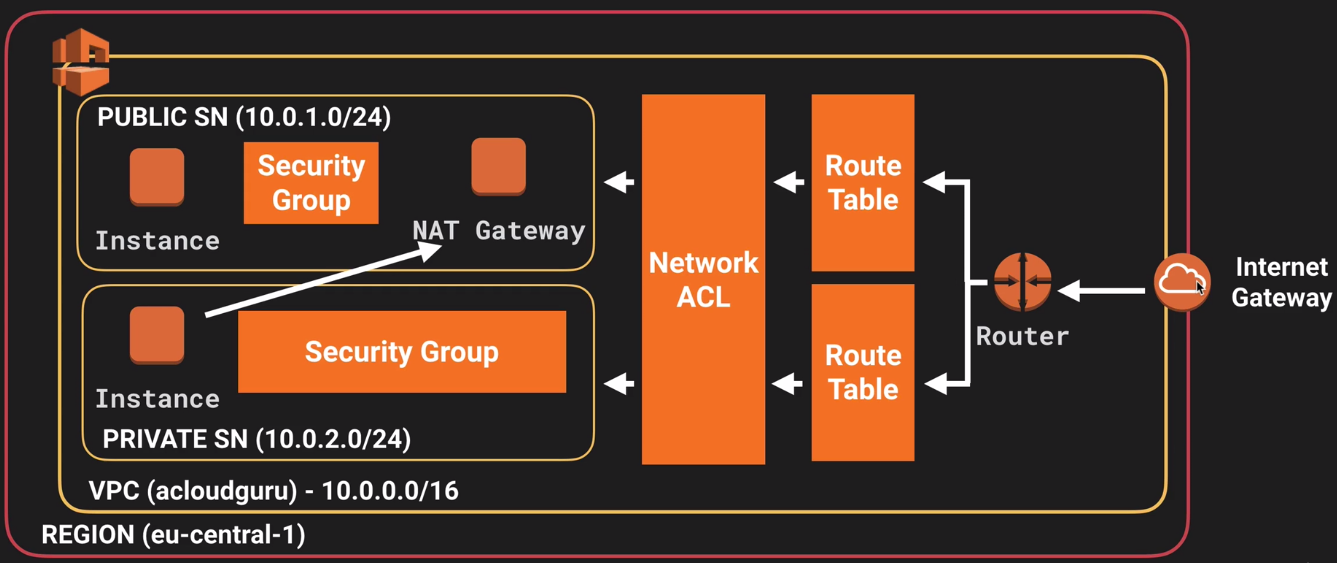 PUBLIC SN (10.0.1.0/24)
Instance
Security
Group
NAT Gateway
Instance
Security Group
PRIVATE SN (10.0.2.0/24)
VPC (acloudguru) - 10.0.0.0/16
REGION (eu-central-1)
Network
ACL
Route
Table
Route
Table
Router
Internet
Gateway